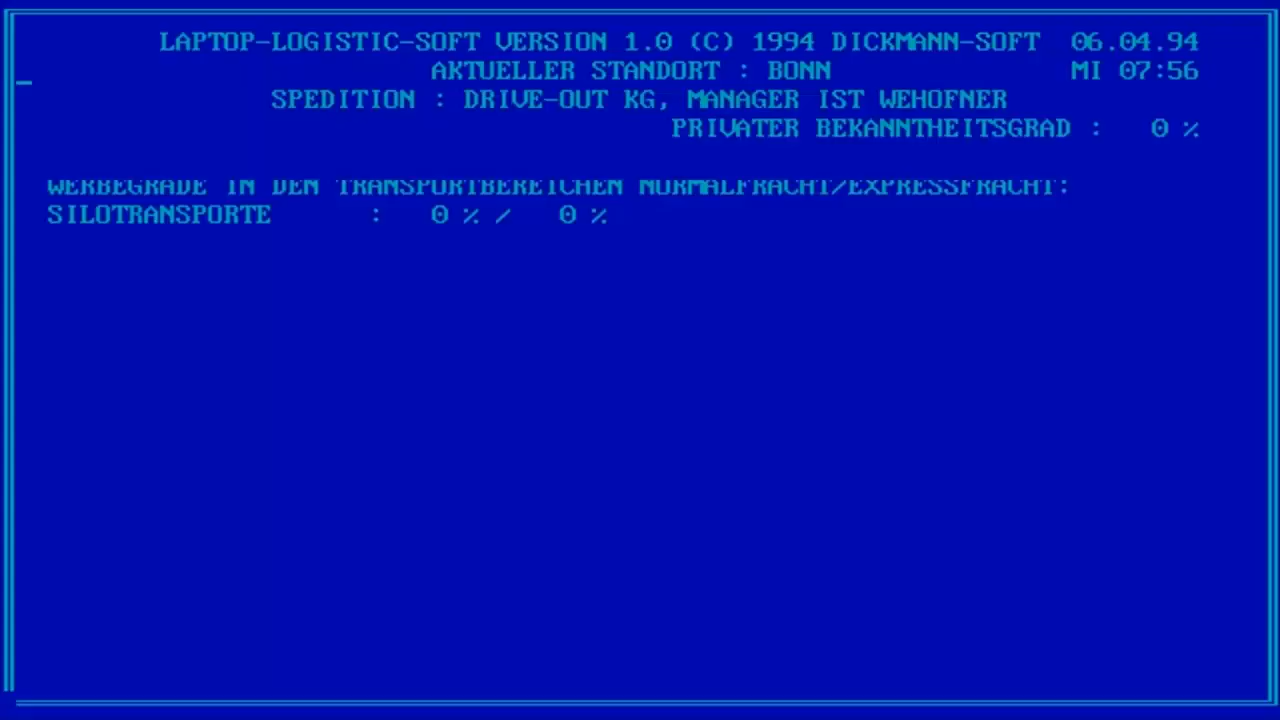 LAPTOP-LOGISTIC-SOFT VERSION 1.0 (C) 1994 DICKMANN-SOFT 06.04.94
AKTUELLER STANDORT : BONN MI 07:56
SPEDITION : DRIVE-OUT KG, MANAGER IST WEHOFNER
PRIVATER BEKANNTHEITSGRAD : 0 %
WERBEGRADE IN DEN TRANSPORTBEREICHEN NORMALFRACHT/EXPRESSFRACHT:
SILOTRANSPORTE : 0 % / 0 %